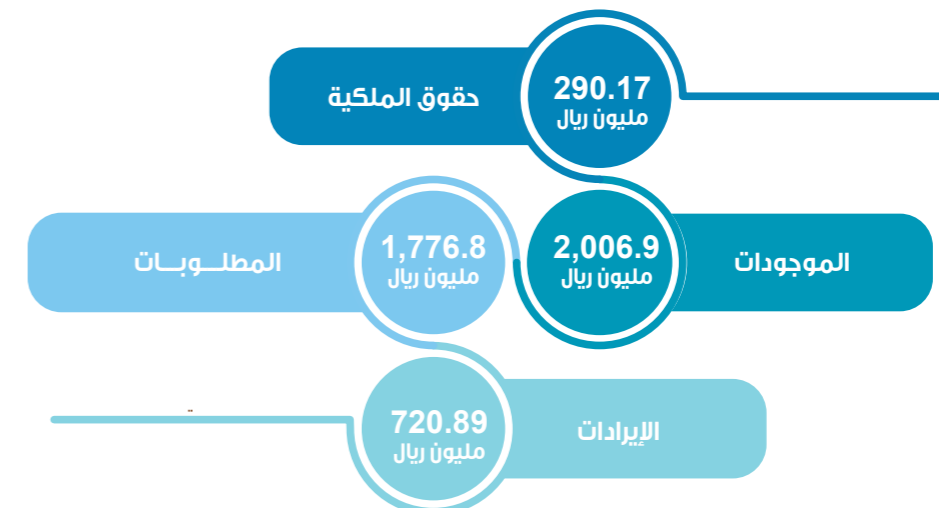 حقوق الملكية
290.17
مليون ريال
الموجودات
2,006.9
مليون ريال
المطلـــوبـــات
1,776.8
مليون ريال
الإيرادات
720.89
مليون ريال